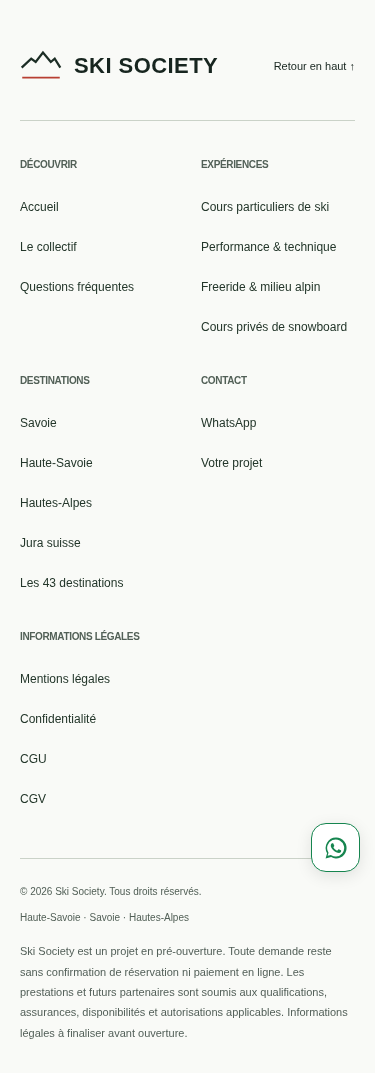 SKI SOCIETY
Retour en haut ↑
DÉCOUVRIR
Accueil
Le collectif
Questions fréquentes
EXPÉRIENCES
Cours particuliers de ski
Performance & technique
Freeride & milieu alpin
Cours privés de snowboard
DESTINATIONS
Savoie
Haute-Savoie
Hautes-Alpes
Jura suisse
Les 43 destinations
CONTACT
WhatsApp
Votre projet
INFORMATIONS LÉGALES
Mentions légales
Confidentialité
CGU
CGV
© 2026 Ski Society. Tous droits réservés.
Haute-Savoie · Savoie · Hautes-Alpes
Ski Society est un projet en pré-ouverture. Toute demande reste
sans confirmation de réservation ni paiement en ligne. Les
prestations et futurs partenaires sont soumis aux qualifications,
assurances, disponibilités et autorisations applicables. Informations
légales à finaliser avant ouverture.